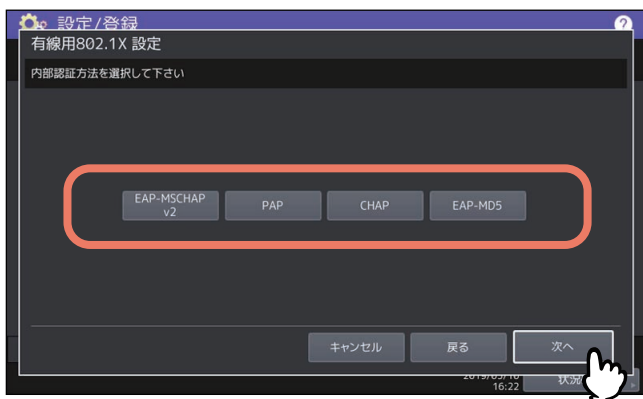 設定/登録
?
有線用802.1X 設定
内部認証方法を選択して下さい
EAP-MSCHAP
v2
PAP
CHAP
EAP-MD5
キャンセル
戻る
次へ
16:22
状況